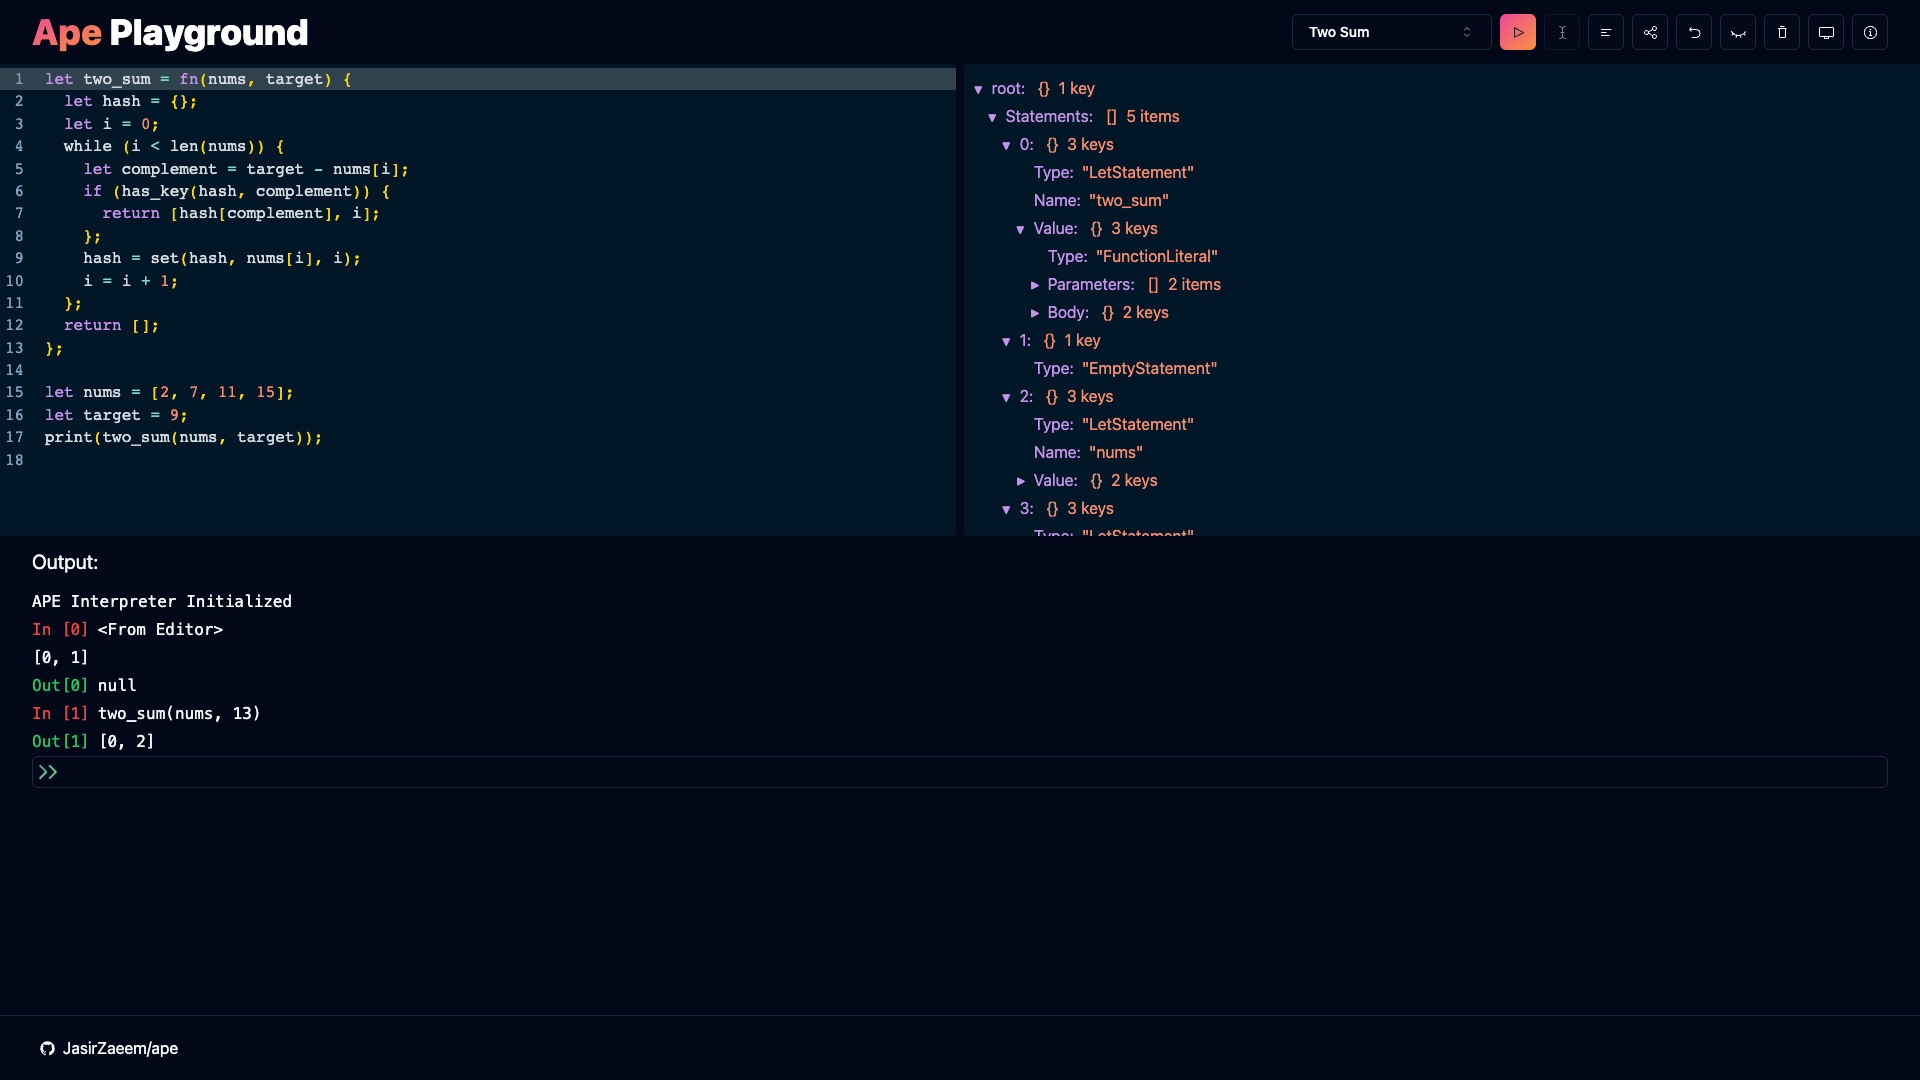 Ape Playground
Two Sum
1 let two_sum = fn(nums, target) {
2 let hash = {};
3 let i = 0;
4 while (i < len(nums)) {
5 let complement = target - nums[i];
6 if (has_key(hash, complement)) {
7 return [hash[complement], i];
8 };
9 hash = set(hash, nums[i], i);
10 i = i + 1;
11 };
12 return [];
13 };
14
15 let nums = [2, 7, 11, 15];
16 let target = 9;
17 print(two_sum(nums, target));
18
root: {} 1 key
Statements: [] 5 items
0: {} 3 keys
Type: "LetStatement"
Name: "two_sum"
Value: {} 3 keys
Type: "FunctionLiteral"
Parameters: [] 2 items
Body: {} 2 keys
1: {} 1 key
Type: "EmptyStatement"
2: {} 3 keys
Type: "LetStatement"
Name: "nums"
Value: {} 2 keys
3: {} 3 keys
Type: "LetStatement"
Output:
APE Interpreter Initialized
In [0] <From Editor>
[0, 1]
Out[0] null
In [1] two_sum(nums, 13)
Out[1] [0, 2]
>>
JasirZaeem/ape